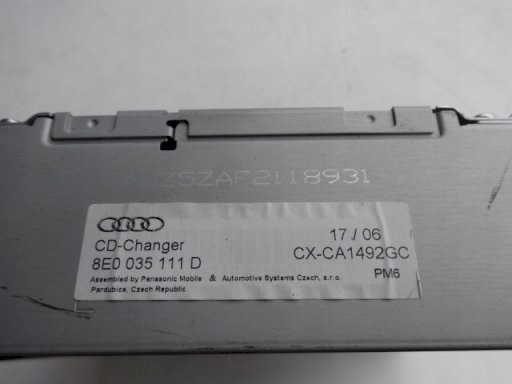 AUZ5ZAF2118931
17 / 06
CD-Changer
CX-CA1492GC
8E0 035 111 D
PM6
Assembled by Panasonic Mobile & Automotive Systems Czech, s.r.o.
Pardubice, Czech Republic